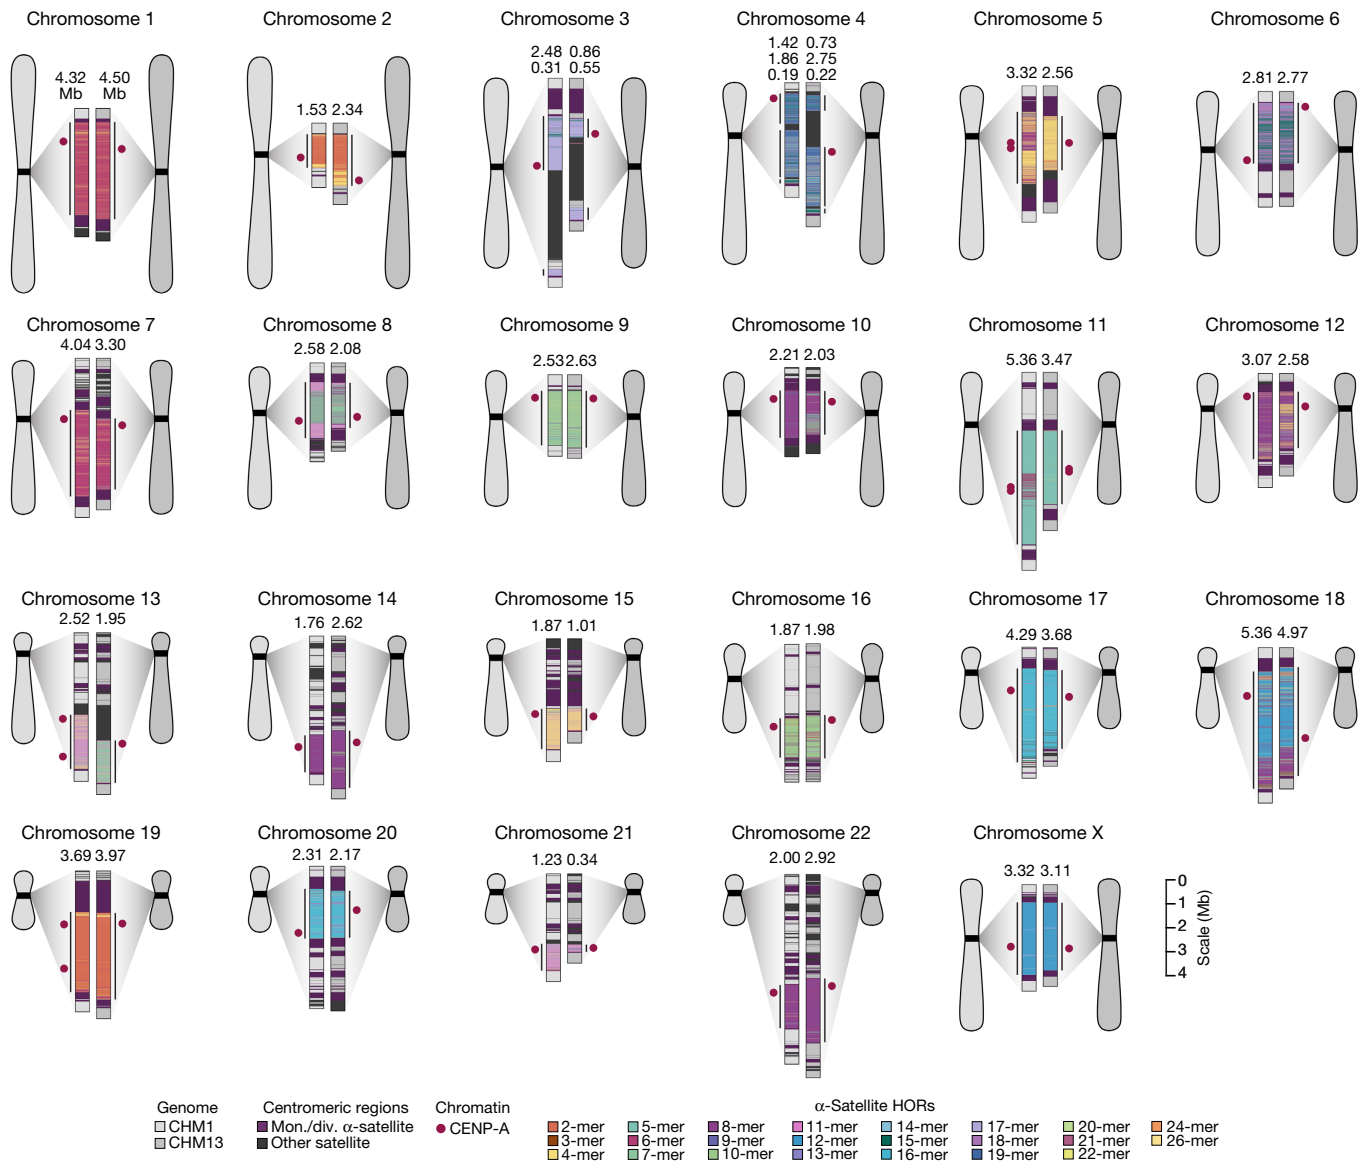 Chromosome 1 Chromosome 2 Chromosome 3 Chromosome 4 Chromosome 5 Chromosome 6
4.32 Mb 4.50 Mb
1.53 2.34
2.48 0.86
0.31 0.55
1.42 0.73
1.86 2.75
0.19 0.22
3.32 2.56
2.81 2.77
Chromosome 7 Chromosome 8 Chromosome 9 Chromosome 10 Chromosome 11 Chromosome 12
4.04 3.30
2.58 2.08
2.53 2.63
2.21 2.03
5.36 3.47
3.07 2.58
Chromosome 13 Chromosome 14 Chromosome 15 Chromosome 16 Chromosome 17 Chromosome 18
2.52 1.95
1.76 2.62
1.87 1.01
1.87 1.98
4.29 3.68
5.36 4.97
Chromosome 19 Chromosome 20 Chromosome 21 Chromosome 22 Chromosome X
3.69 3.97
2.31 2.17
1.23 0.34
2.00 2.92
3.32 3.11
0
1
2
3
4
Scale (Mb)
Genome
CHM1
CHM13
Centromeric regions
Mon./div. α-satellite
Other satellite
Chromatin
CENP-A
α-Satellite HORs
2-mer 5-mer 8-mer 11-mer 14-mer 17-mer 20-mer 24-mer
3-mer 6-mer 9-mer 12-mer 15-mer 18-mer 21-mer 26-mer
4-mer 7-mer 10-mer 13-mer 16-mer 19-mer 22-mer